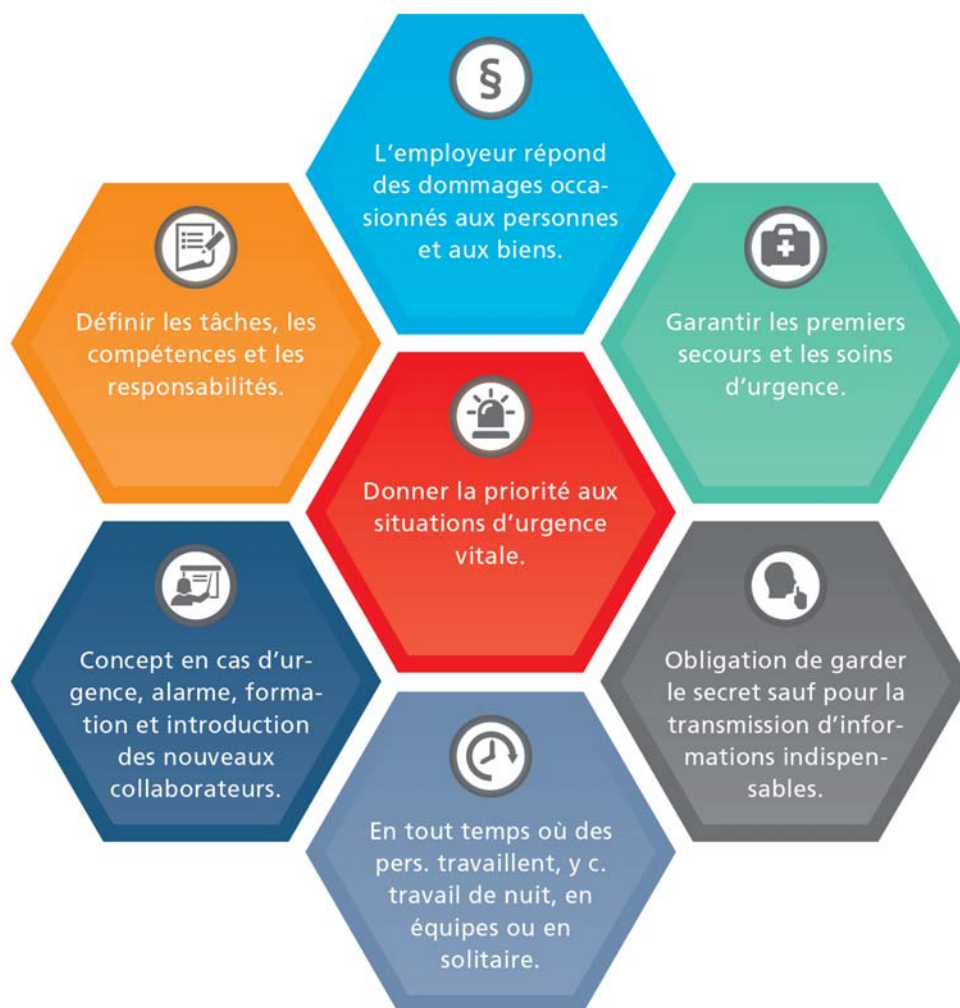 §
L’employeur répond
des dommages occa-
sionnés aux personnes
et aux biens.
Définir les tâches, les
compétences et les
responsabilités.
Garantir les premiers
secours et les soins
d’urgence.
Donner la priorité aux
situations d’urgence
vitale.
Concept en cas d’ur-
gence, alarme, forma-
tion et introduction
des nouveaux
collaborateurs.
Obligation de garder
le secret sauf pour la
transmission d’infor-
mations indispen-
sables.
En tout temps où des
pers. travaillent, y c.
travail de nuit, en
équipes ou en
solitaire.